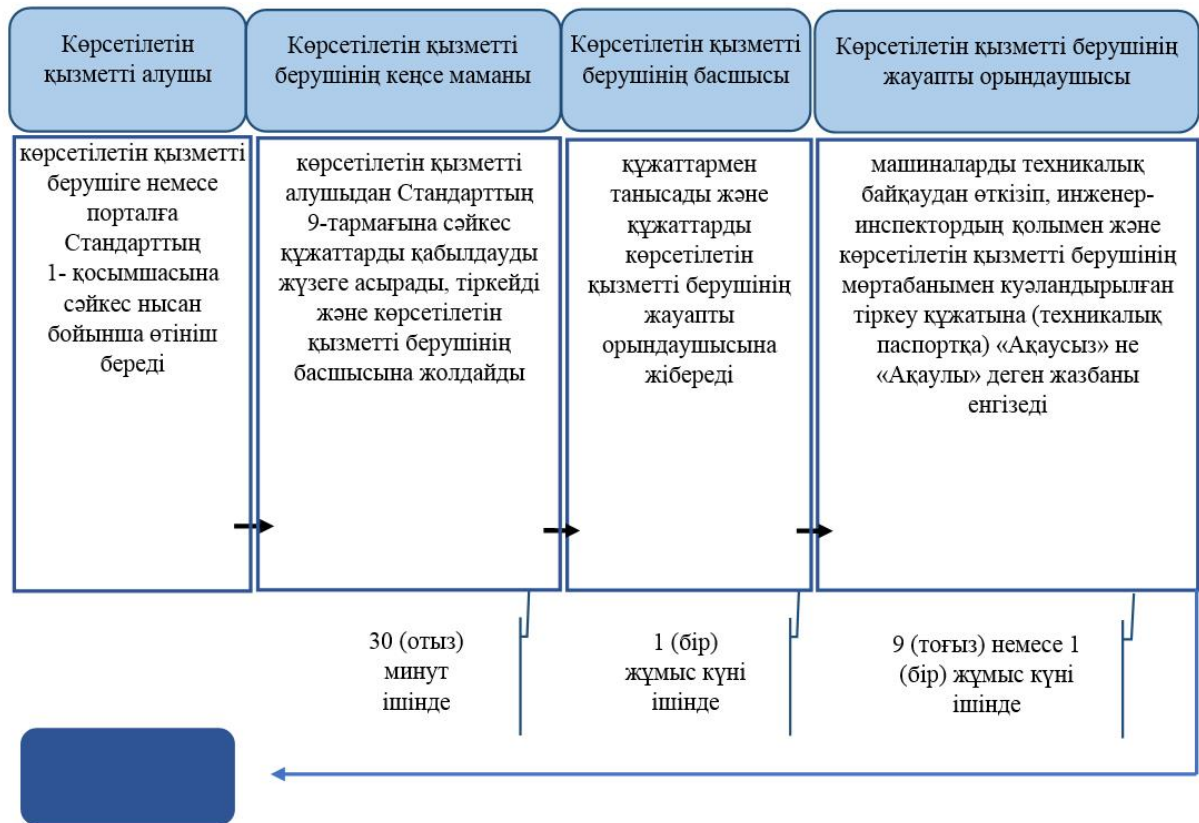 Көрсетілетін
қызметті алушы
Көрсетілетін қызметті
берушінің кеңсе маманы
Көрсетілетін қызметті
берушінің басшысы
Көрсетілетін қызметті берушінің
жауапты орындаушысы
көрсетілетін қызметті
берушіге немесе
порталға
Стандарттың
1- қосымшасына
сәйкес нысан
бойынша өтініш
береді
көрсетілетін қызметті
алушыдан Стандарттың
9-тармағына сәйкес
құжаттарды қабылдауды
жүзеге асырады, тіркейді
және көрсетілетін
қызметті берушінің
басшысына жолдайды
құжаттармен
танысады және
құжаттарды
көрсетілетін
қызметті берушінің
жауапты
орындаушысына
жібереді
машиналарды техникалық
байқаудан өткізіп, инженер-
инспектордың қолымен және
көрсетілетін қызметті берушінің
мөртабанымен куәландырылған
тіркеу құжатына (техникалық
паспортқа) «Ақаусыз» не
«Ақаулы» деген жазбаны
енгізеді
30 (отыз)
минут
ішінде
1 (бір)
жұмыс күні
ішінде
9 (тоғыз) немесе 1
(бір) жұмыс күні
ішінде